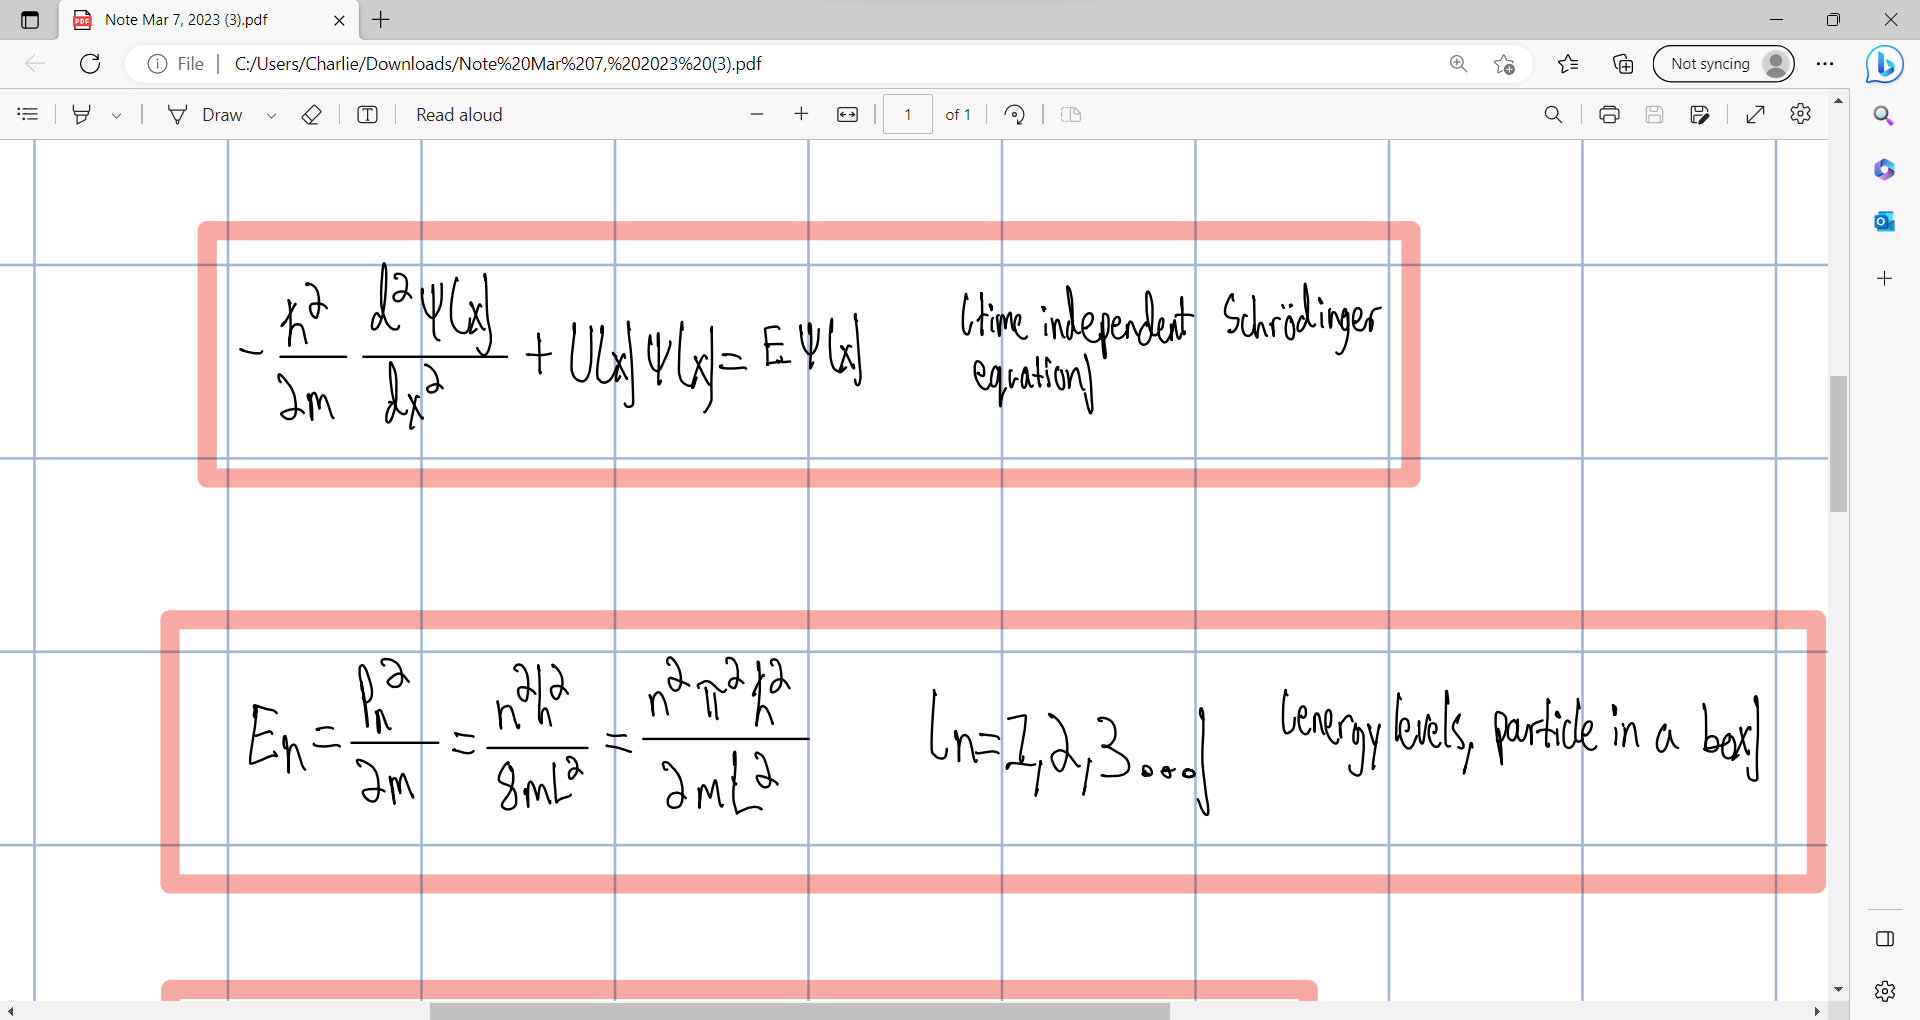 Note Mar 7, 2023 (3).pdf
File | C:/Users/Charlie/Downloads/Note%20Mar%207,%202023%20(3).pdf
Not syncing
Draw
Read aloud
1 of 1
- ħ²/2m d²Ψ(x)/dx² + U(x)Ψ(x) = EΨ(x)
(time independent Schrödinger
equation)
Eₙ = pₙ²/2m = n²h²/8mL² = n²π²ħ²/2mL² (n=1,2,3...) (energy levels, particle in a box)